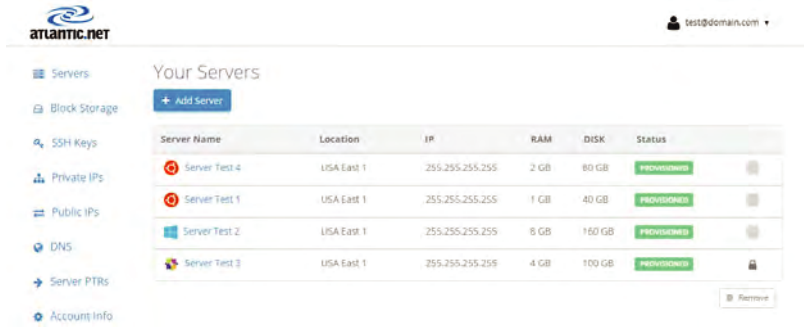 atlantic.net
test@domain.com
Servers
Block Storage
SSH Keys
Private IPs
Public IPs
DNS
Server PTRs
Account Info
Your Servers
+ Add Server
Server Name Location IP RAM DISK Status
Server Test 4 USA East 1 255.255.255.255 2 GB 80 GB PROVISIONED
Server Test 1 USA East 1 255.255.255.255 1 GB 40 GB PROVISIONED
Server Test 2 USA East 1 255.255.255.255 8 GB 160 GB PROVISIONED
Server Test 3 USA East 1 255.255.255.255 4 GB 100 GB PROVISIONED
Remove